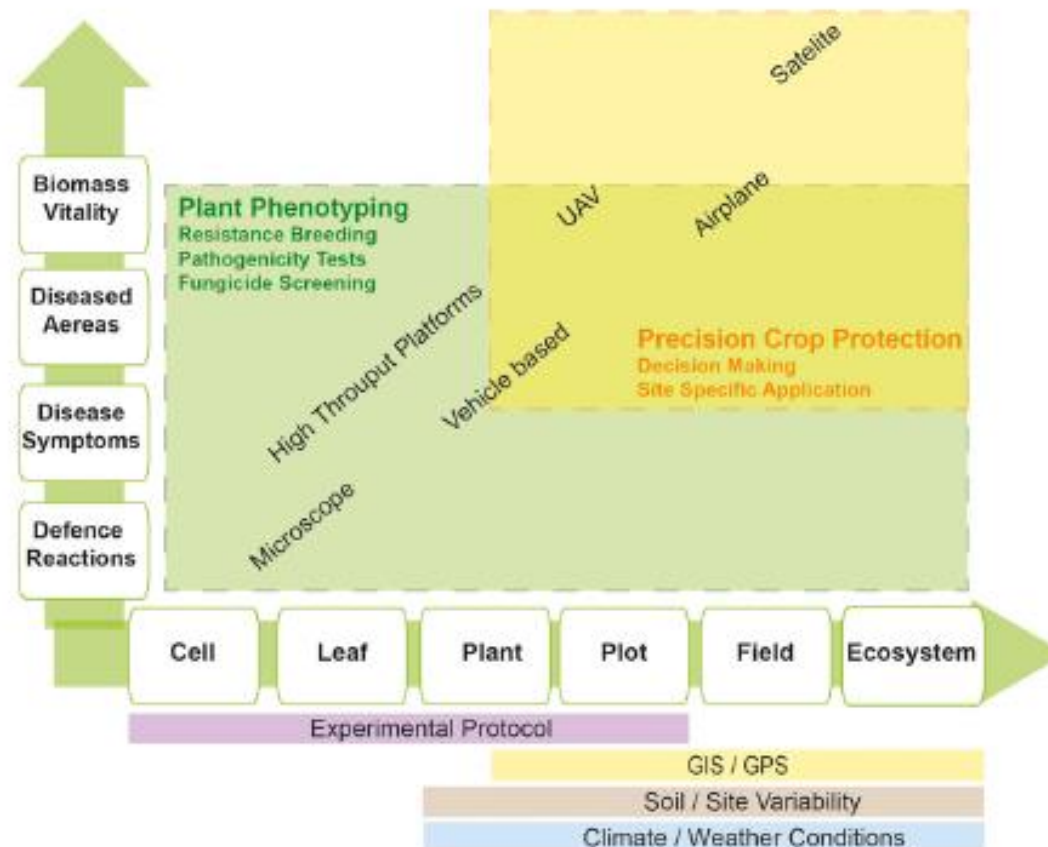 Satelite
UAV
Airplane
Biomass
Vitality
Plant Phenotyping
Resistance Breeding
Pathogenicity Tests
Fungicide Screening
Diseased
Aereas
High Througput Platforms
Vehicle based
Precision Crop Protection
Decision Making
Site Specific Application
Disease
Symptoms
Microscope
Defence
Reactions
Cell
Leaf
Plant
Plot
Field
Ecosystem
Experimental Protocol
GIS / GPS
Soil / Site Variability
Climate / Weather Conditions